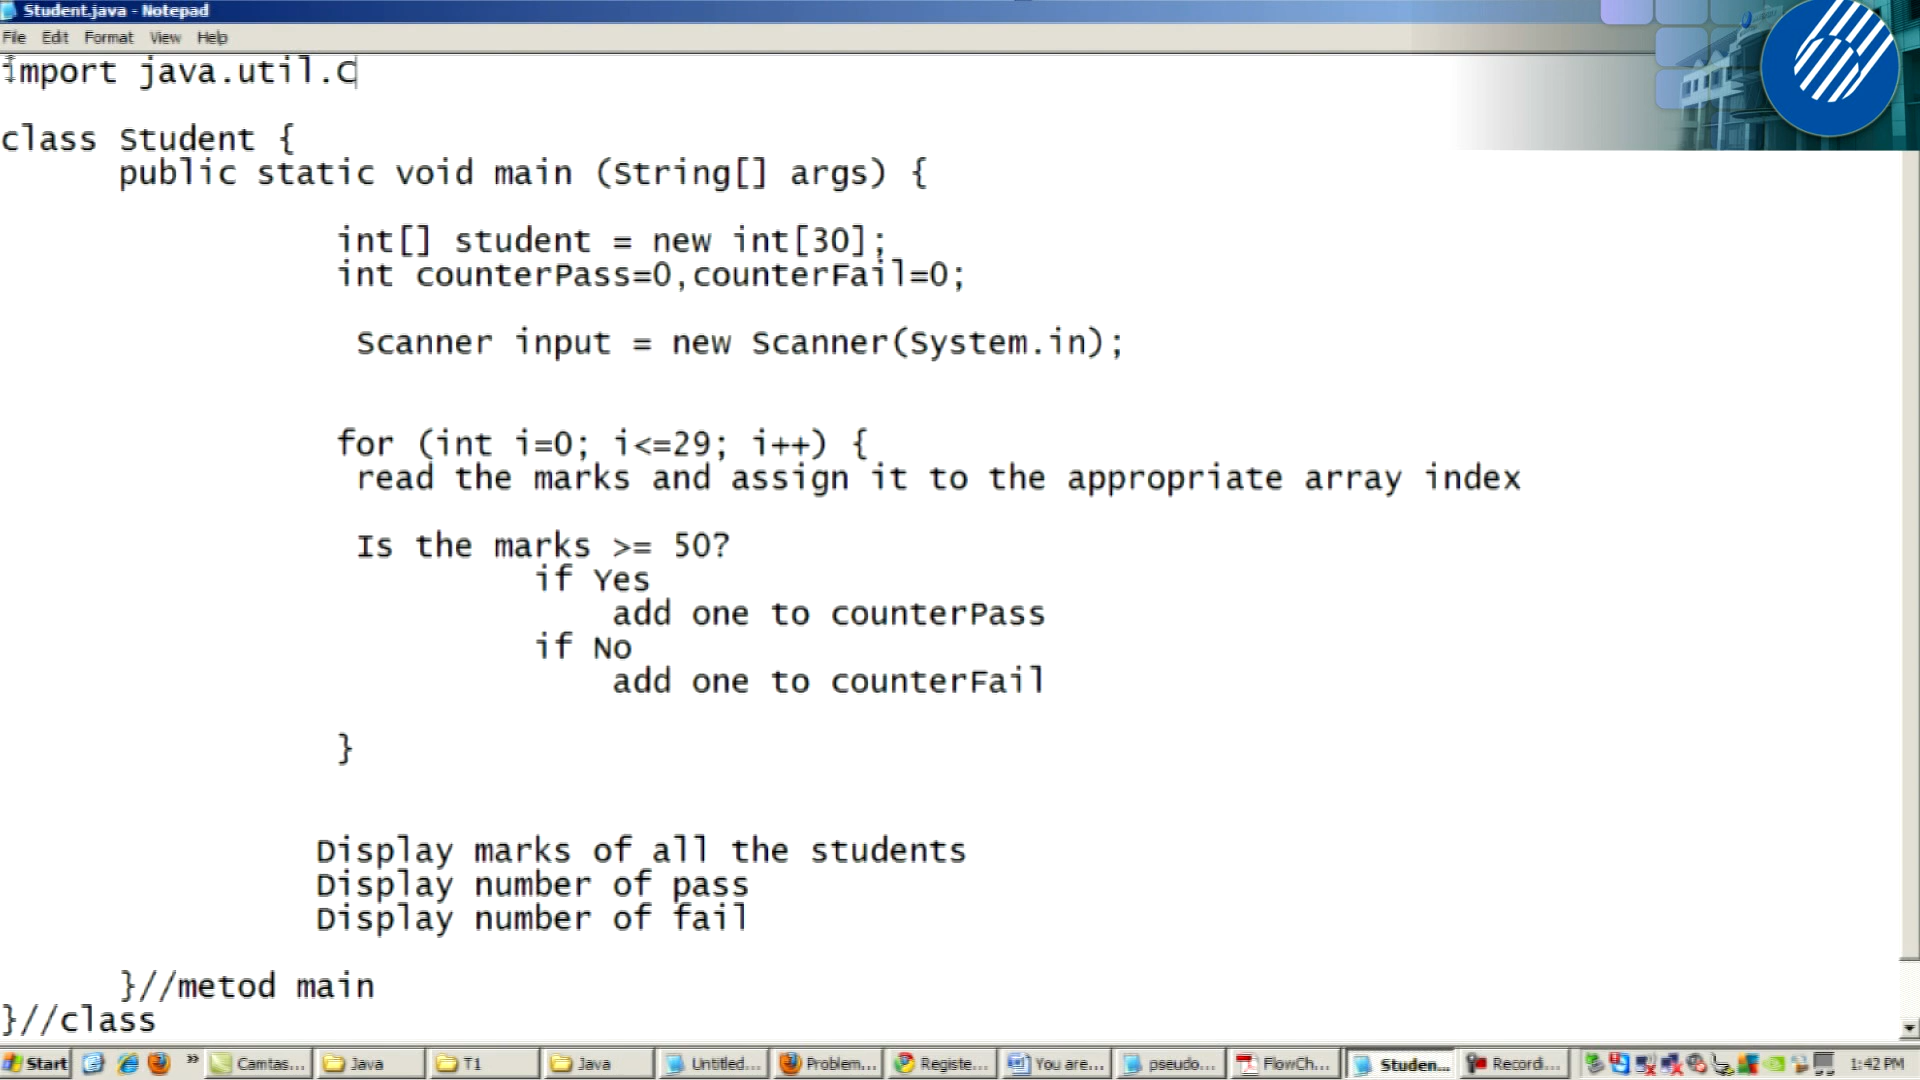 Student.java - Notepad
File Edit Format View Help
import java.util.C
class Student {
public static void main (String[] args) {
int[] student = new int[30];
int counterPass=0,counterFail=0;
Scanner input = new Scanner(System.in);
for (int i=0; i<=29; i++) {
read the marks and assign it to the appropriate array index
Is the marks >= 50?
if Yes
add one to counterPass
if No
add one to counterFail
}
Display marks of all the students
Display number of pass
Display number of fail
}//metod main
}//class
Start » Camtas... Java T1 Java Untitled... Problem... Registe... You are... pseudo... FlowCh... Studen... Record... 1:42 PM